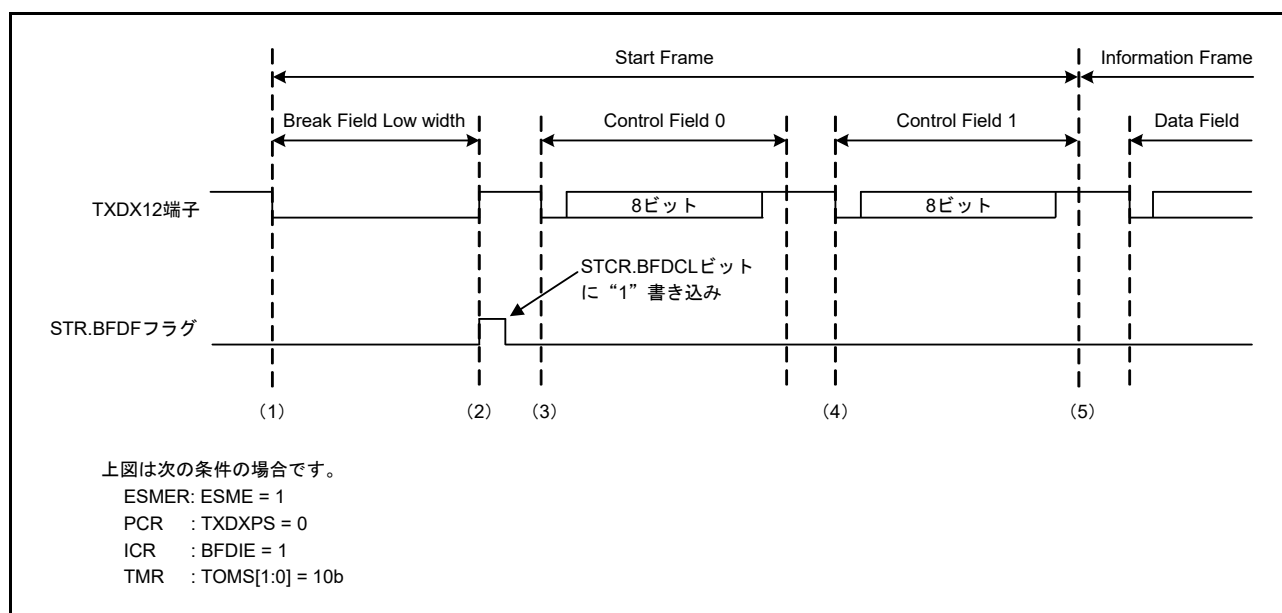 Start Frame
Information Frame
Break Field Low width
Control Field 0
Control Field 1
Data Field
TXDX12端子
8ビット
8ビット
STCR.BFDCLビット
に“1”書き込み
STR.BFDFフラグ
(1)
(2)
(3)
(4)
(5)
上図は次の条件の場合です。
ESMER: ESME = 1
PCR : TXDXPS = 0
ICR : BFDIE = 1
TMR : TOMS[1:0] = 10b